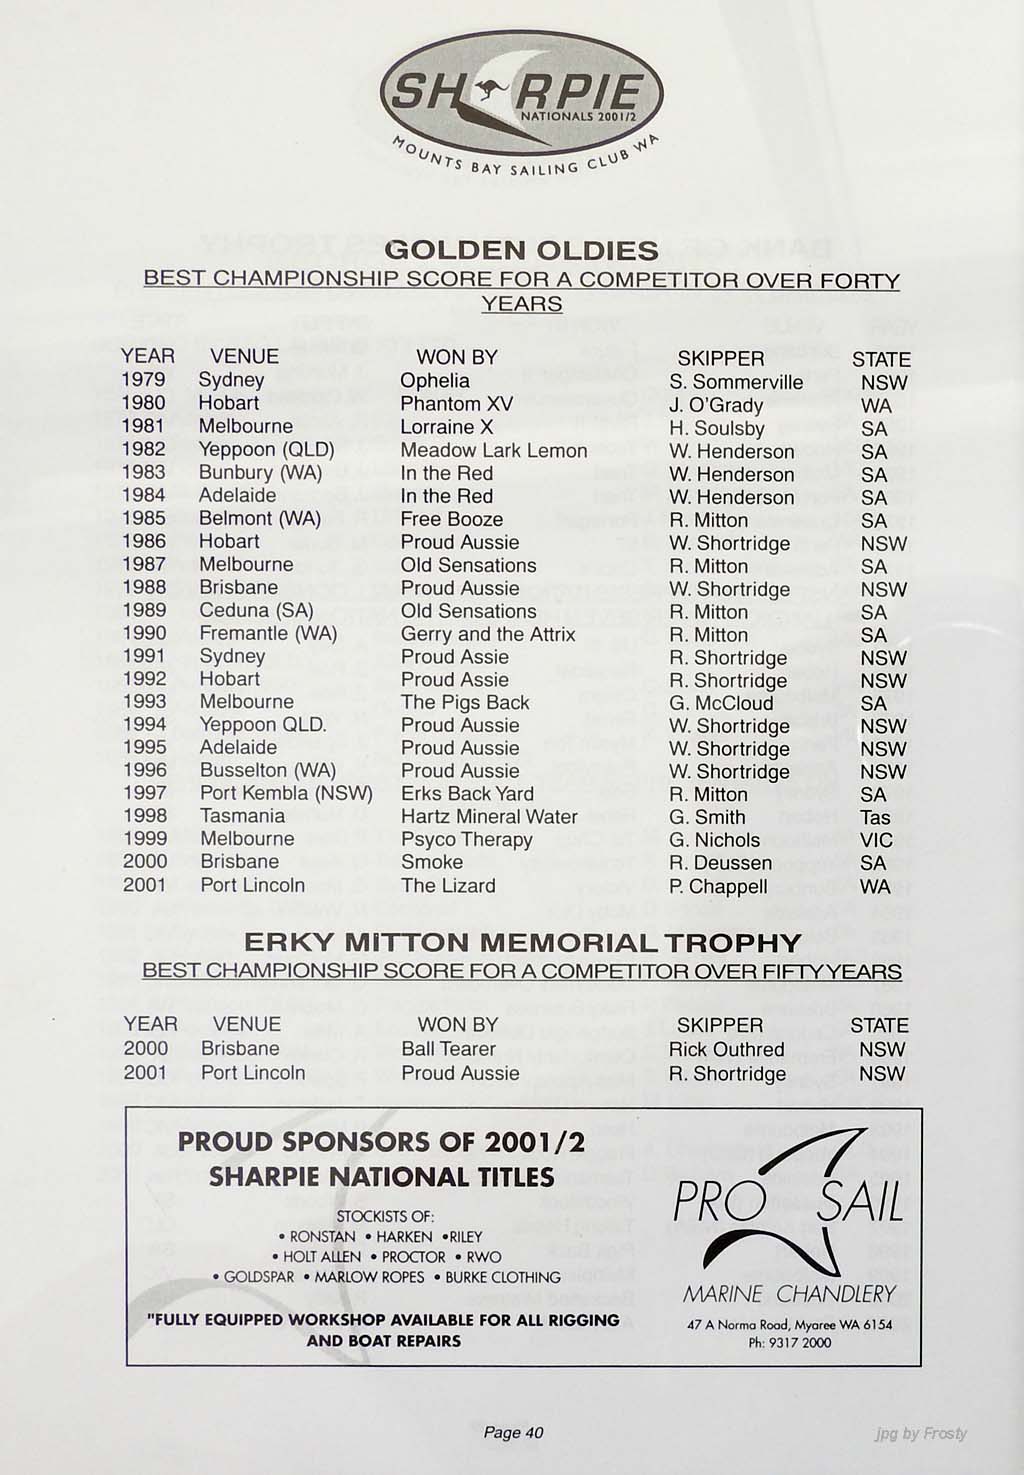 SHARPIE
NATIONALS 2001/2
MOUNTS BAY SAILING CLUB WA
GOLDEN OLDIES
BEST CHAMPIONSHIP SCORE FOR A COMPETITOR OVER FORTY
YEARS
YEAR VENUE WON BY SKIPPER STATE
1979 Sydney Ophelia S. Sommerville NSW
1980 Hobart Phantom XV J. O'Grady WA
1981 Melbourne Lorraine X H. Soulsby SA
1982 Yeppoon (QLD) Meadow Lark Lemon W. Henderson SA
1983 Bunbury (WA) In the Red W. Henderson SA
1984 Adelaide In the Red W. Henderson SA
1985 Belmont (WA) Free Booze R. Mitton SA
1986 Hobart Proud Aussie W. Shortridge NSW
1987 Melbourne Old Sensations R. Mitton SA
1988 Brisbane Proud Aussie W. Shortridge NSW
1989 Ceduna (SA) Old Sensations R. Mitton SA
1990 Fremantle (WA) Gerry and the Attrix R. Mitton SA
1991 Sydney Proud Assie R. Shortridge NSW
1992 Hobart Proud Assie R. Shortridge NSW
1993 Melbourne The Pigs Back G. McCloud SA
1994 Yeppoon QLD. Proud Aussie W. Shortridge NSW
1995 Adelaide Proud Aussie W. Shortridge NSW
1996 Busselton (WA) Proud Aussie W. Shortridge NSW
1997 Port Kembla (NSW) Erks Back Yard R. Mitton SA
1998 Tasmania Hartz Mineral Water G. Smith Tas
1999 Melbourne Psyco Therapy G. Nichols VIC
2000 Brisbane Smoke R. Deussen SA
2001 Port Lincoln The Lizard P. Chappell WA
ERKY MITTON MEMORIAL TROPHY
BEST CHAMPIONSHIP SCORE FOR A COMPETITOR OVER FIFTY YEARS
YEAR VENUE WON BY SKIPPER STATE
2000 Brisbane Ball Tearer Rick Outhred NSW
2001 Port Lincoln Proud Aussie R. Shortridge NSW
PROUD SPONSORS OF 2001/2
SHARPIE NATIONAL TITLES
STOCKISTS OF:
• RONSTAN • HARKEN •RILEY
• HOLT ALLEN • PROCTOR • RWO
• GOLDSPAR • MARLOW ROPES • BURKE CLOTHING
"FULLY EQUIPPED WORKSHOP AVAILABLE FOR ALL RIGGING
AND BOAT REPAIRS
PRO SAIL
MARINE CHANDLERY
47 A Norma Road, Myaree WA 6154
Ph: 9317 2000
Page 40
jpg by Frosty